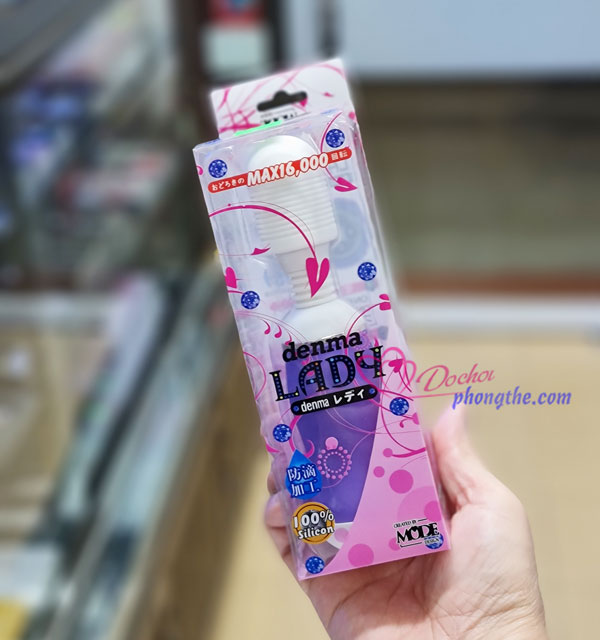 おどろきの MAX16,000 回転
denma
LADY
denma レディ
Dochoi
phongthe.com
防滴
加工
100%
Silicon
CREATED BY
MODE